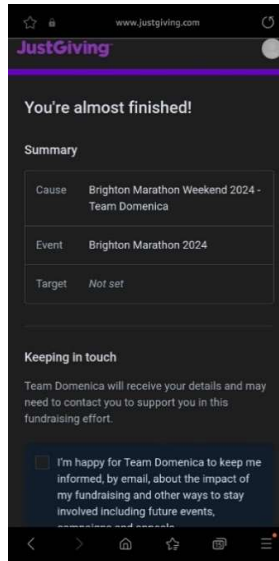 www.justgiving.com
JustGiving
You're almost finished!
Summary
Cause Brighton Marathon Weekend 2024 -
Team Domenica
Event Brighton Marathon 2024
Target Not set
Keeping in touch
Team Domenica will receive your details and may
need to contact you to support you in this
fundraising effort.
I'm happy for Team Domenica to keep me
informed, by email, about the impact of
my fundraising and other ways to stay
involved including future events,
campaigns and appeals